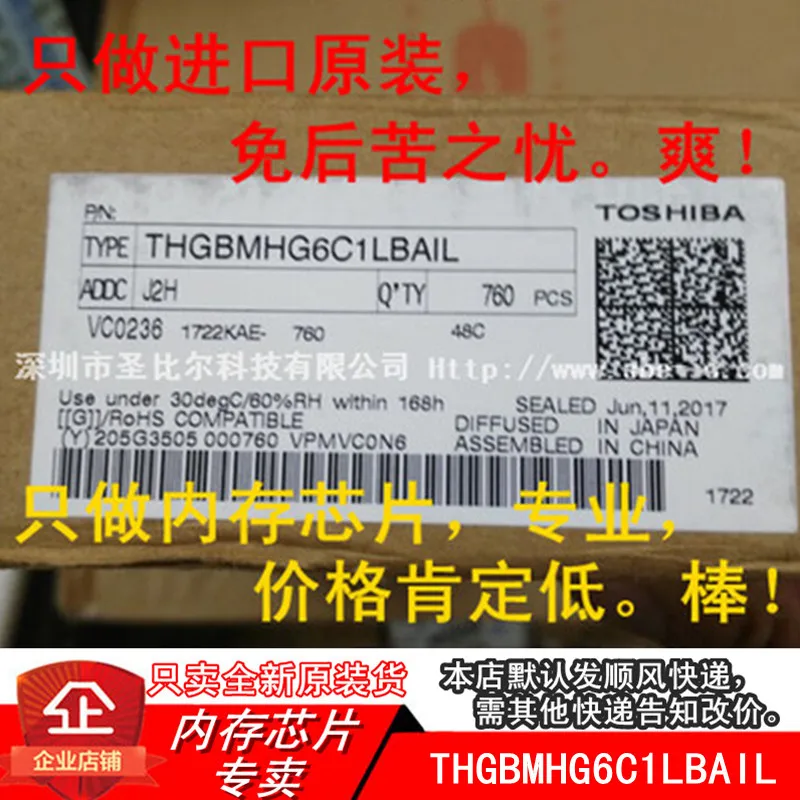 只做进口原装，
免后苦之忧。爽！
P/N:
TOSHIBA
TYPE THGBMHG6C1LBAIL
ADDC J2H Q'TY 760 PCS
VC0236 1722KAE- 760 48C
深圳市圣比尔科技有限公司 Http://www.
Use under 30degC/60%RH within 168h SEALED Jun,11,2017
[[G]]/RoHS COMPATIBLE DIFFUSED IN JAPAN
(Y) 205G3505 000760 VPMVC0N6 ASSEMBLED IN CHINA
1722
只做内存芯片，专业，
价格肯定低。棒！
企
企业店铺
只卖全新原装货
内存芯片
专卖
本店默认发顺风快递，
需其他快递告知改价。
THGBMHG6C1LBAIL